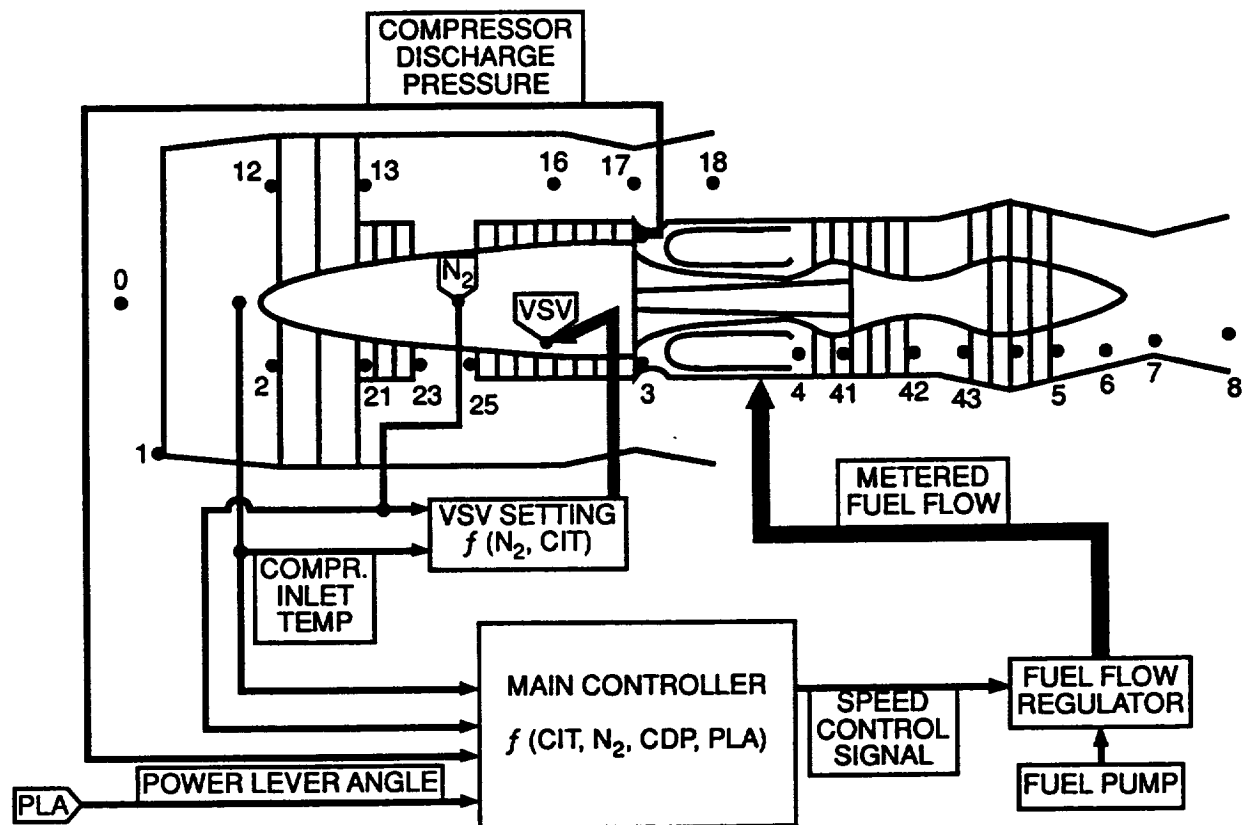 COMPRESSOR
DISCHARGE
PRESSURE
12
13
16
17
18
N2
VSV
0
2
21
23
25
3
4
41
42
43
5
6
7
8
1
VSV SETTING
f (N2, CIT)
METERED
FUEL FLOW
COMPR.
INLET
TEMP
MAIN CONTROLLER
f (CIT, N2, CDP, PLA)
SPEED
CONTROL
SIGNAL
FUEL FLOW
REGULATOR
FUEL PUMP
POWER LEVER ANGLE
PLA